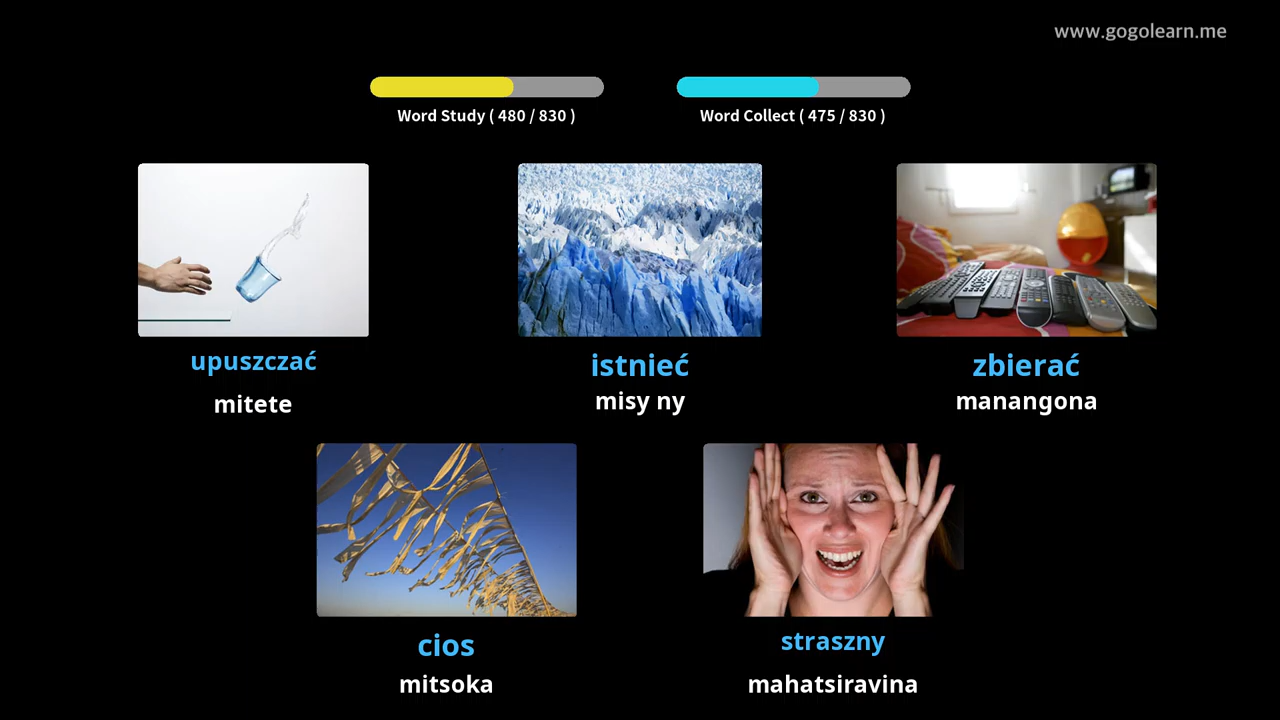 www.gogolearn.me
Word Study ( 480 / 830 )
Word Collect ( 475 / 830 )
upuszczać
mitete
istnieć
misy ny
zbierać
manangona
cios
mitsoka
straszny
mahatsiravina